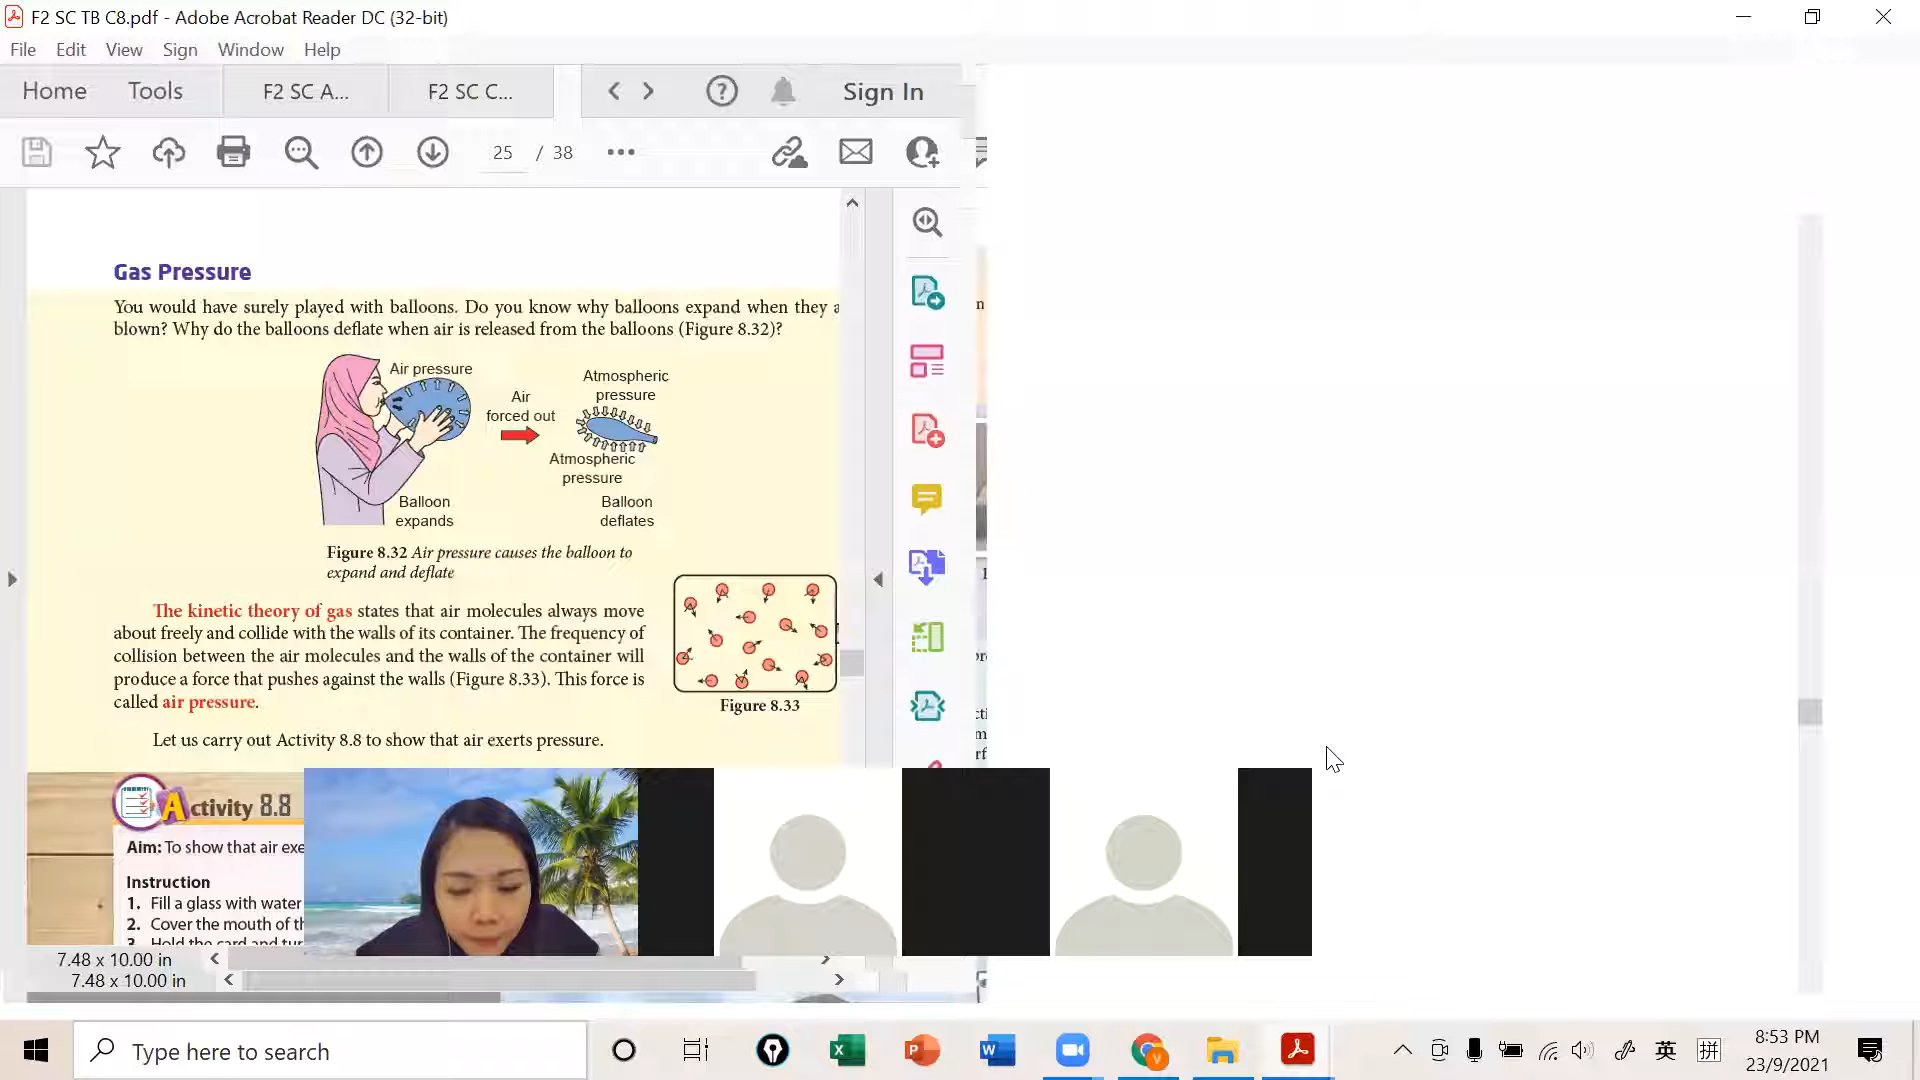 F2 SC TB C8.pdf - Adobe Acrobat Reader DC (32-bit)
File Edit View Sign Window Help
Home Tools F2 SC A... F2 SC C... Sign In
25 / 38
Gas Pressure
You would have surely played with balloons. Do you know why balloons expand when they a
blown? Why do the balloons deflate when air is released from the balloons (Figure 8.32)?
Air pressure
Air
forced out
Atmospheric
pressure
Atmospheric
pressure
Balloon
expands
Balloon
deflates
Figure 8.32 Air pressure causes the balloon to
expand and deflate
The kinetic theory of gas states that air molecules always move
about freely and collide with the walls of its container. The frequency of
collision between the air molecules and the walls of the container will
produce a force that pushes against the walls (Figure 8.33). This force is
called air pressure.
Figure 8.33
Let us carry out Activity 8.8 to show that air exerts pressure.
Activity 8.8
Aim: To show that air exe
Instruction
1. Fill a glass with water
2. Cover the mouth of th
3. Hold the card and tur
7.48 x 10.00 in
7.48 x 10.00 in
Type here to search
英 拼
8:53 PM
23/9/2021